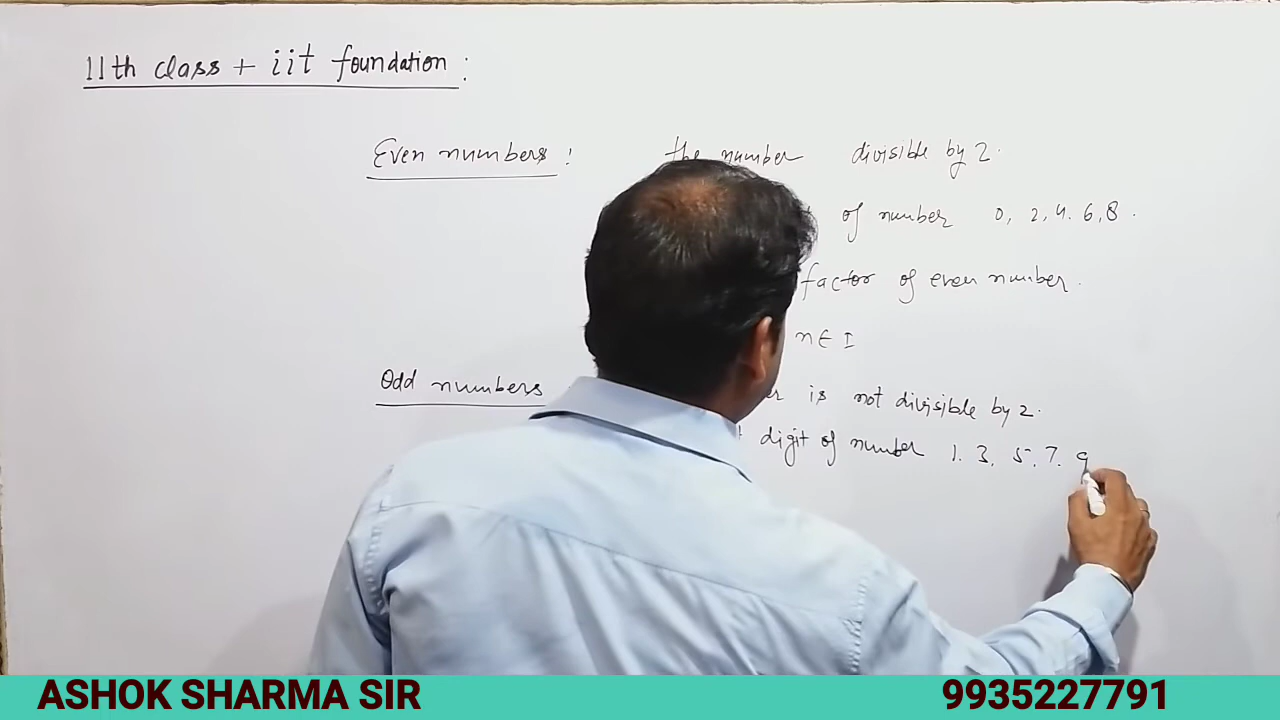 11th class + iit foundation :
Even numbers : the number divisible by 2.
of number 0, 2, 4. 6, 8.
factor of even number.
n ∈ I
Odd numbers is not divisible by 2.
digit of number 1. 3. 5. 7. 9
ASHOK SHARMA SIR 9935227791